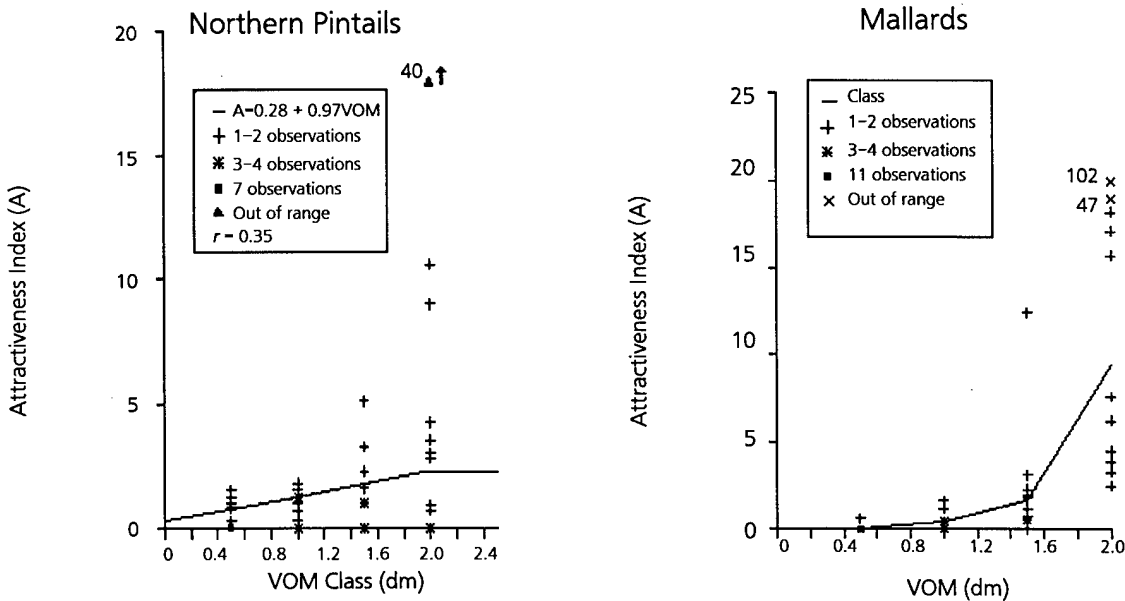 Northern Pintails
Attractiveness Index (A)
20
15
10
5
0
40
A=0.28 + 0.97VOM
1–2 observations
3–4 observations
7 observations
Out of range
r = 0.35
0 0.4 0.8 1.2 1.6 2.0 2.4
VOM Class (dm)
Mallards
Attractiveness Index (A)
25
20
15
10
5
0
Class
1–2 observations
3–4 observations
11 observations
Out of range
102
47
0 0.4 0.8 1.2 1.6 2.0
VOM (dm)